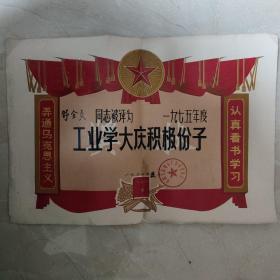 弄通马克思主义
认真看书学习
同志被评为 一九七五年度
工业学大庆积极份子